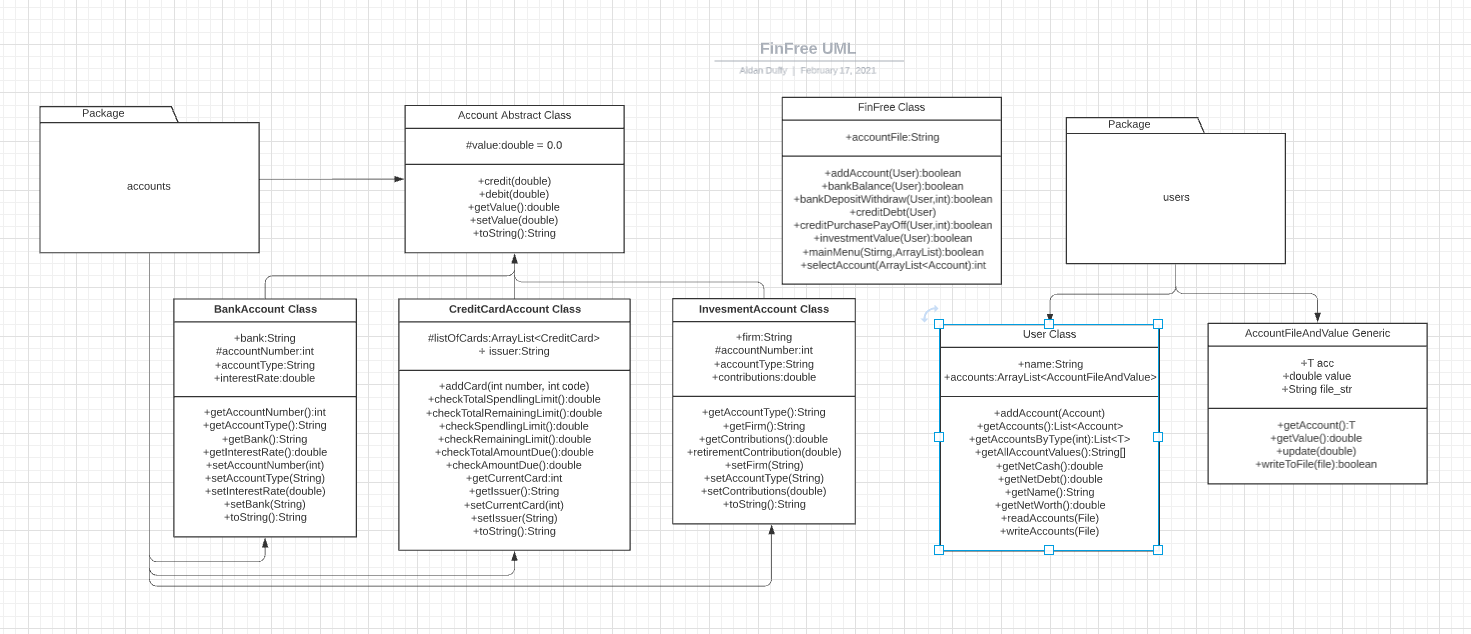 FinFree UML
Aidan Duffy | February 17, 2021
Package
accounts
Account Abstract Class
#value:double = 0.0
+credit(double)
+debit(double)
+getValue():double
+setValue(double)
+toString():String
FinFree Class
+accountFile:String
+addAccount(User):boolean
+bankBalance(User):boolean
+bankDepositWithdraw(User,int):boolean
+creditDebt(User)
+creditPurchasePayOff(User,int):boolean
+investmentValue(User):boolean
+mainMenu(Stirng,ArrayList):boolean
+selectAccount(ArrayList<Account):int
Package
users
BankAccount Class
+bank:String
#accountNumber:int
+accountType:String
+interestRate:double
+getAccountNumber():int
+getAccountType():String
+getBank():String
+getInterestRate():double
+setAccountNumber(int)
+setAccountType(String)
+setInterestRate(double)
+setBank(String)
+toString():String
CreditCardAccount Class
#listOfCards:ArrayList<CreditCard>
+ issuer:String
+addCard(int number, int code)
+checkTotalSpendlingLimit():double
+checkTotalRemainingLimit():double
+checkSpendlingLimit():double
+checkRemainingLimit():double
+checkTotalAmountDue():double
+checkAmountDue():double
+getCurrentCard:int
+getIssuer():String
+setCurrentCard(int)
+setIssuer(String)
+toString():String
InvesmentAccount Class
+firm:String
#accountNumber:int
+accountType:String
+contributions:double
+getAccountType():String
+getFirm():String
+getContributions():double
+retirementContribution(double)
+setFirm(String)
+setAccountType(String)
+setContributions(double)
+toString():String
User Class
+name:String
+accounts:ArrayList<AccountFileAndValue>
+addAccount(Account)
+getAccounts():List<Account>
+getAccountsByType(int):List<T>
+getAllAccountValues():String[]
+getNetCash():double
+getNetDebt():double
+getName():String
+getNetWorth():double
+readAccounts(File)
+writeAccounts(File)
AccountFileAndValue Generic
+T acc
+double value
+String file_str
+getAccount():T
+getValue():double
+update(double)
+writeToFile(file):boolean